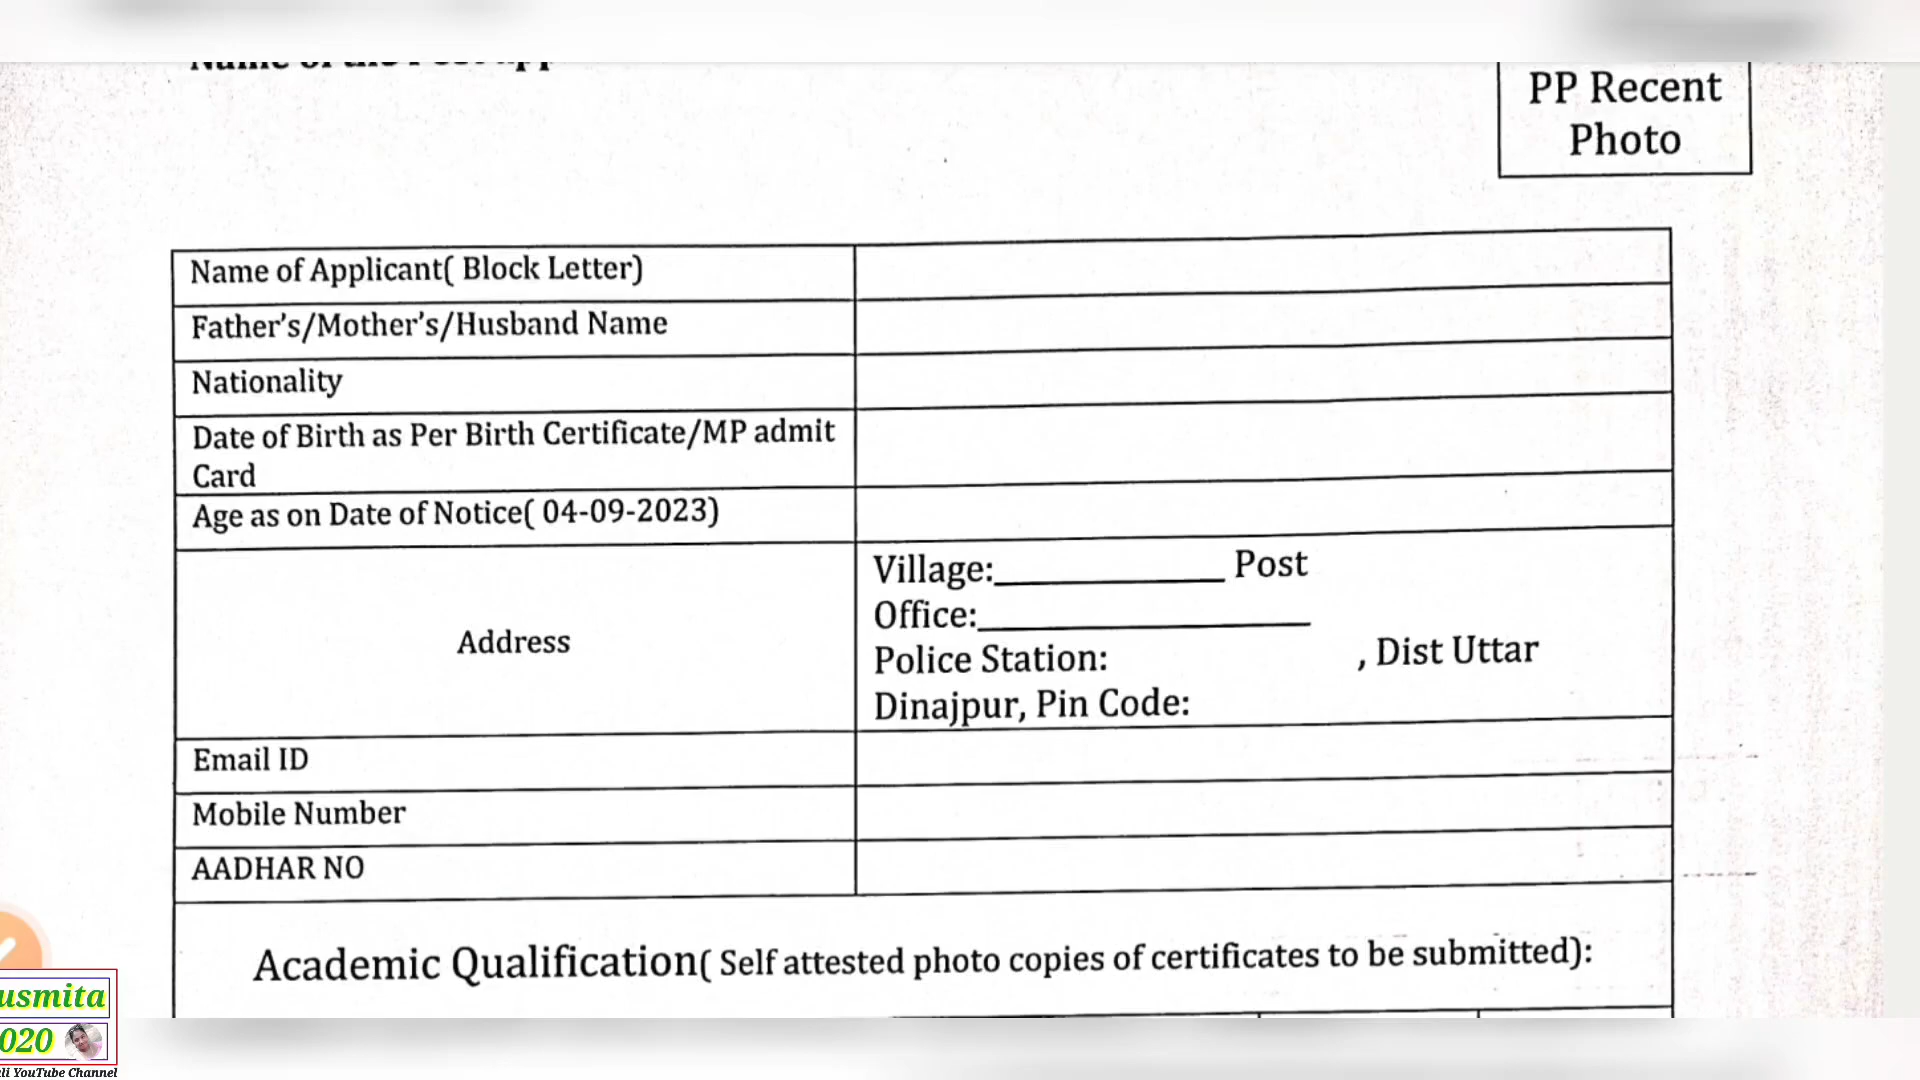 PP Recent
Photo
Name of Applicant( Block Letter)
Father's/Mother's/Husband Name
Nationality
Date of Birth as Per Birth Certificate/MP admit
Card
Age as on Date of Notice( 04-09-2023)
Address
Village:____________ Post
Office:__________________
Police Station: , Dist Uttar
Dinajpur, Pin Code:
Email ID
Mobile Number
AADHAR NO
Academic Qualification( Self attested photo copies of certificates to be submitted):
usmita
020
li YouTube Channel